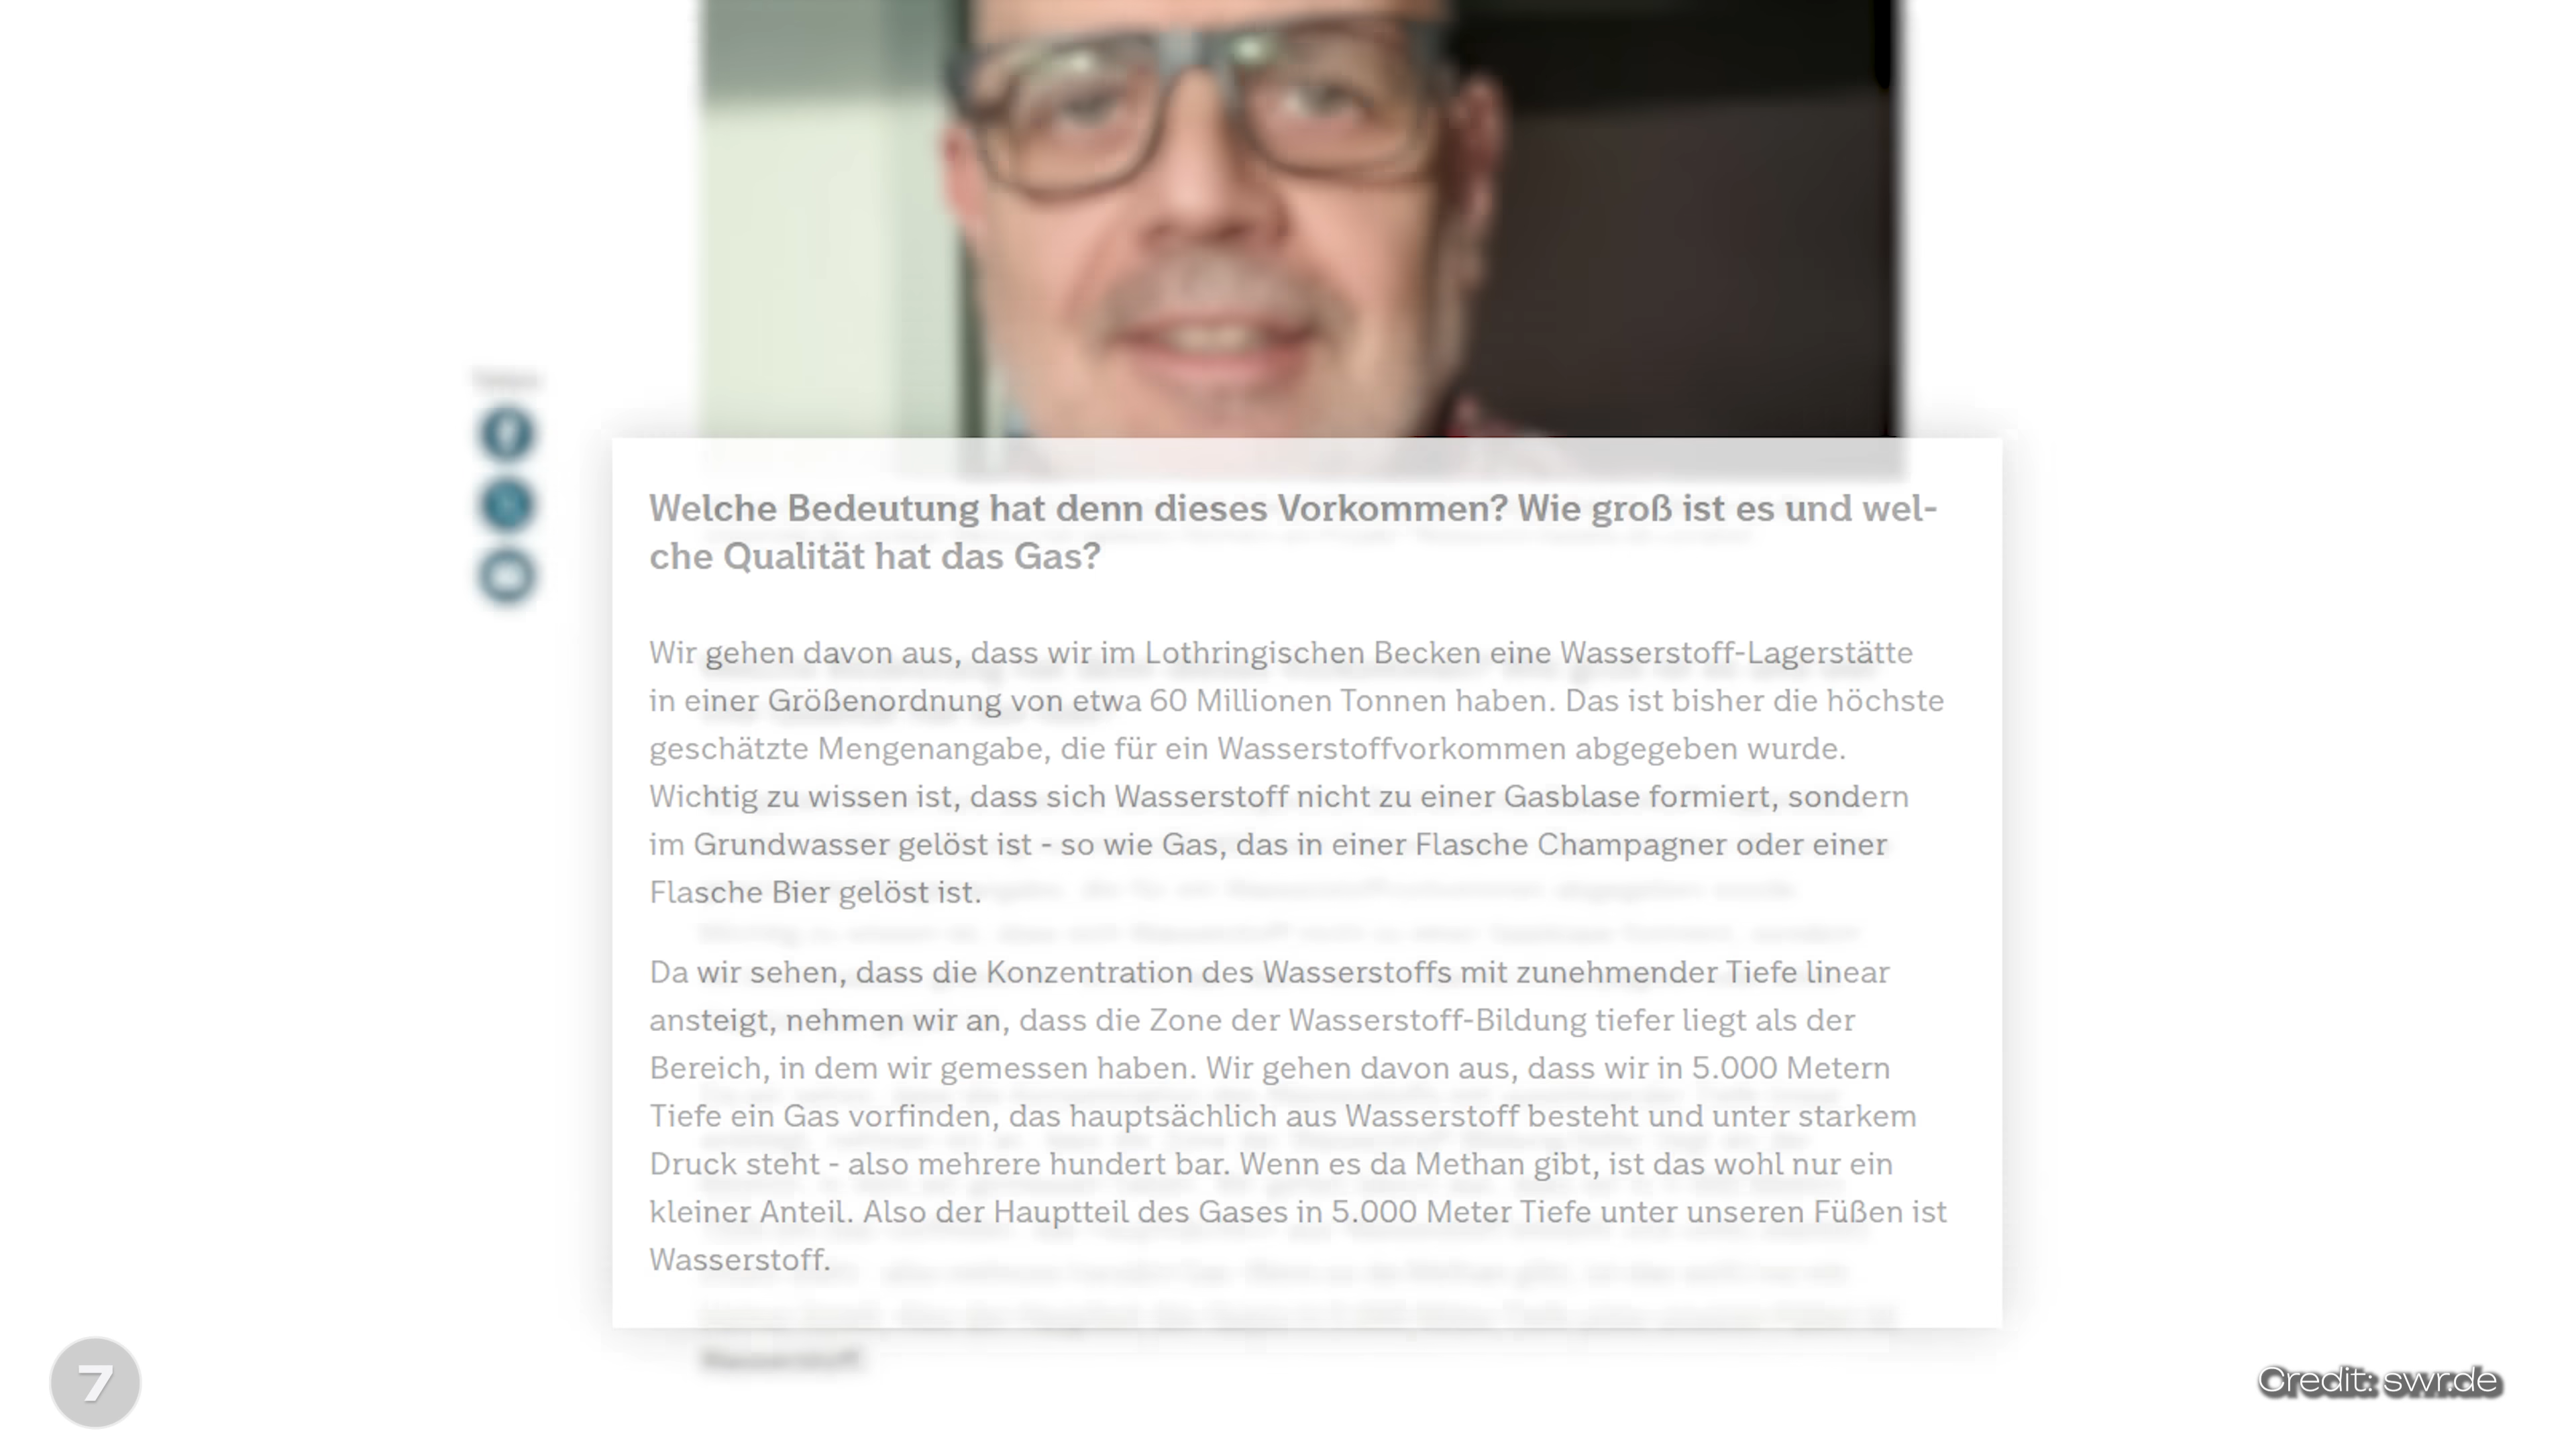 Welche Bedeutung hat denn dieses Vorkommen? Wie groß ist es und wel-
che Qualität hat das Gas?
Wir gehen davon aus, dass wir im Lothringischen Becken eine Wasserstoff-Lagerstätte
in einer Größenordnung von etwa 60 Millionen Tonnen haben. Das ist bisher die höchste
geschätzte Mengenangabe, die für ein Wasserstoffvorkommen abgegeben wurde.
Wichtig zu wissen ist, dass sich Wasserstoff nicht zu einer Gasblase formiert, sondern
im Grundwasser gelöst ist - so wie Gas, das in einer Flasche Champagner oder einer
Flasche Bier gelöst ist.
Da wir sehen, dass die Konzentration des Wasserstoffs mit zunehmender Tiefe linear
ansteigt, nehmen wir an, dass die Zone der Wasserstoff-Bildung tiefer liegt als der
Bereich, in dem wir gemessen haben. Wir gehen davon aus, dass wir in 5.000 Metern
Tiefe ein Gas vorfinden, das hauptsächlich aus Wasserstoff besteht und unter starkem
Druck steht - also mehrere hundert bar. Wenn es da Methan gibt, ist das wohl nur ein
kleiner Anteil. Also der Hauptteil des Gases in 5.000 Meter Tiefe unter unseren Füßen ist
Wasserstoff.
7
Credit: swr.de